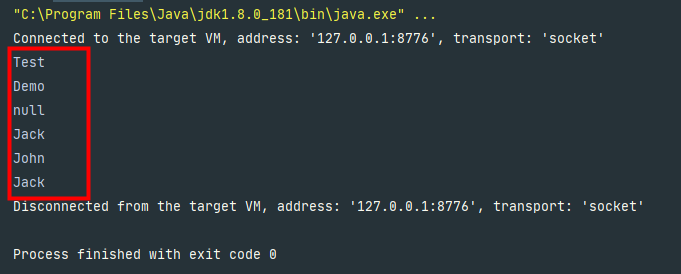 "C:\Program Files\Java\jdk1.8.0_181\bin\java.exe" ...
Connected to the target VM, address: '127.0.0.1:8776', transport: 'socket'
Test
Demo
null
Jack
John
Jack
Disconnected from the target VM, address: '127.0.0.1:8776', transport: 'socket'
Process finished with exit code 0